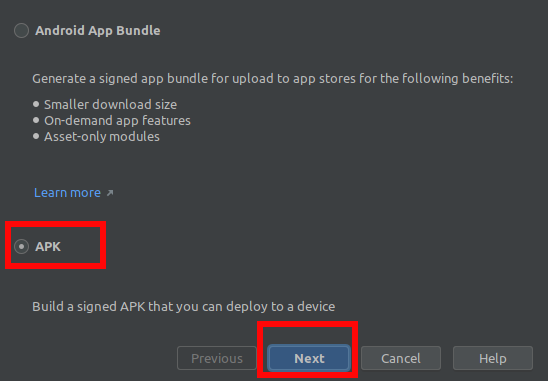 Android App Bundle
Generate a signed app bundle for upload to app stores for the following benefits:
• Smaller download size
• On-demand app features
• Asset-only modules
Learn more ↗
APK
Build a signed APK that you can deploy to a device
Previous Next Cancel Help